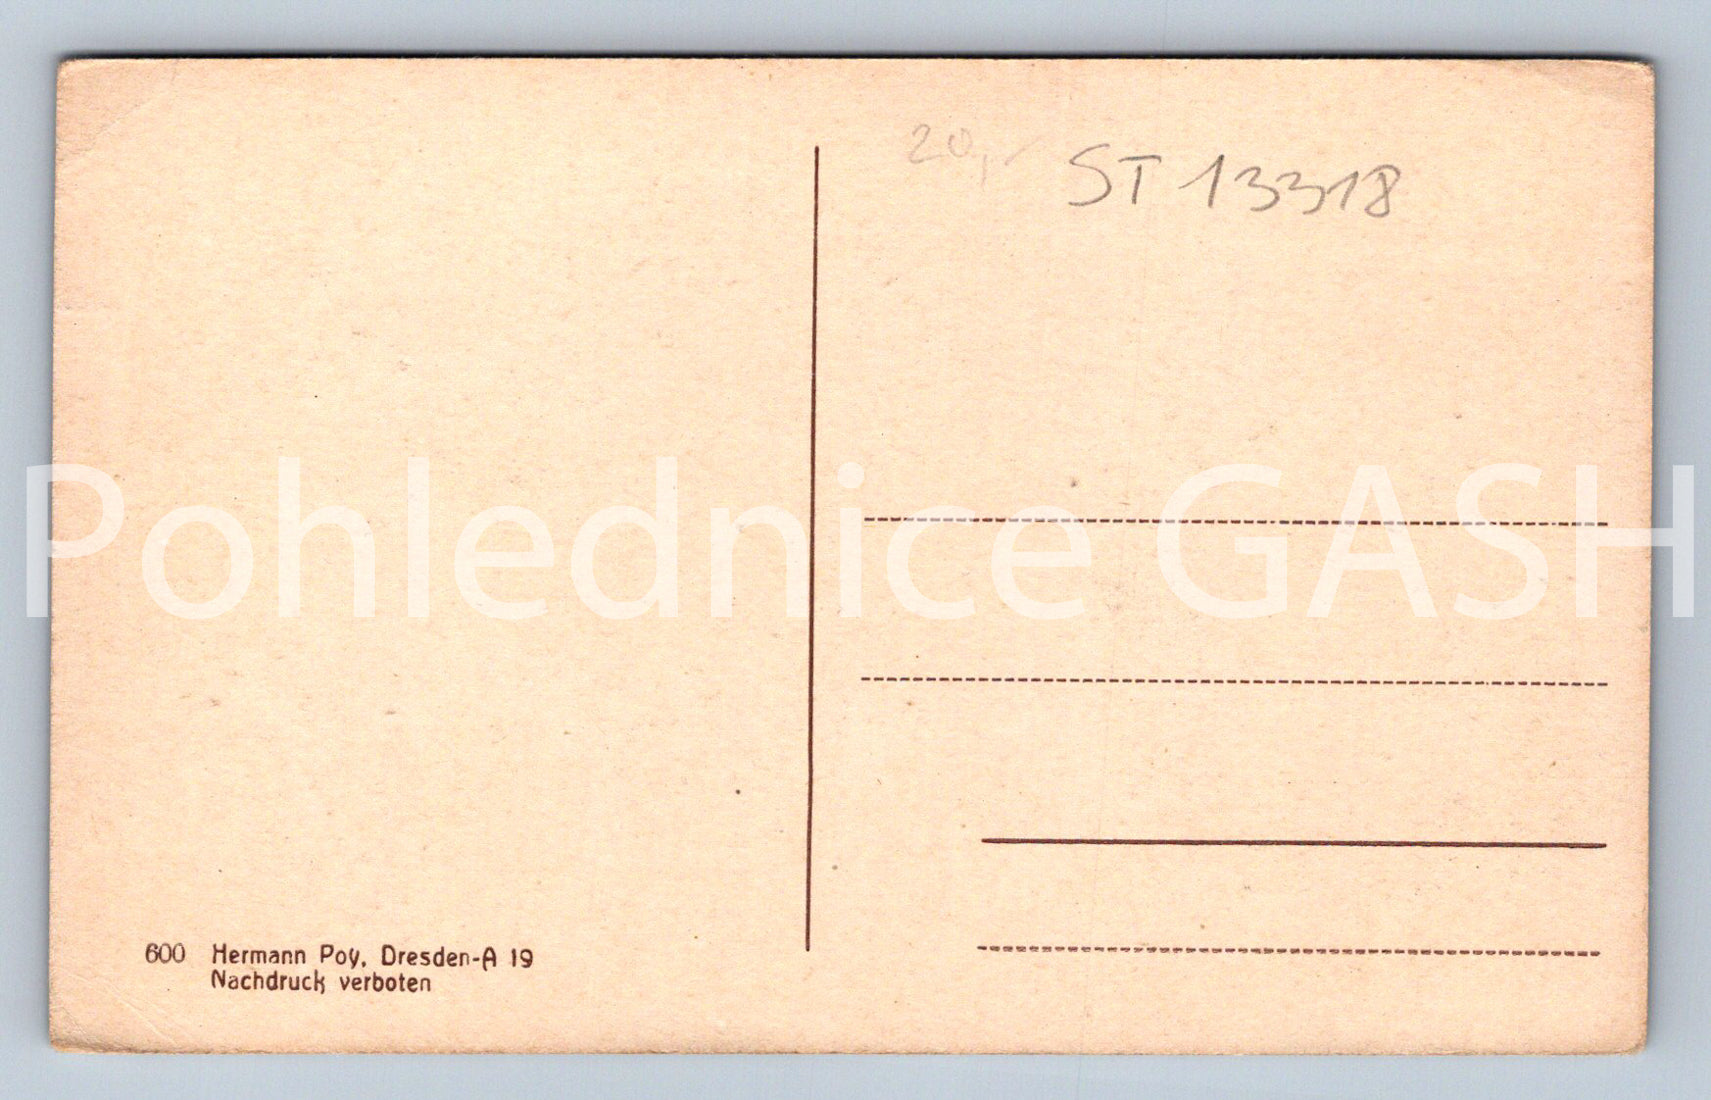 20,-
ST 13318
Pohlednice GASH
600 Hermann Poy, Dresden-A 19
Nachdruck verboten